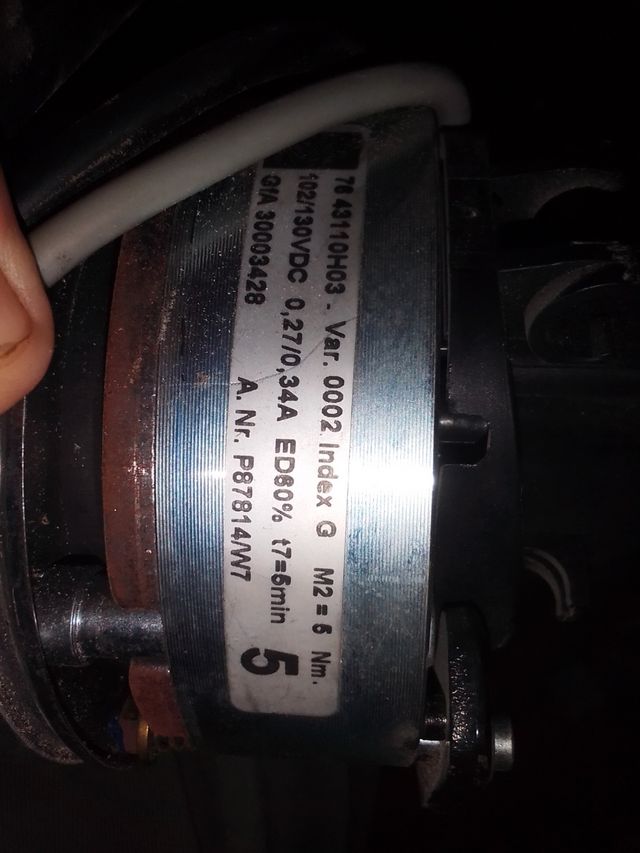 76 43110H03 - Var. 0002 Index G M2 = 5 Nm.
102/130VDC 0,27/0,34A ED60% t7=5min
GfA 30003428 A. Nr. P87814/W7
5